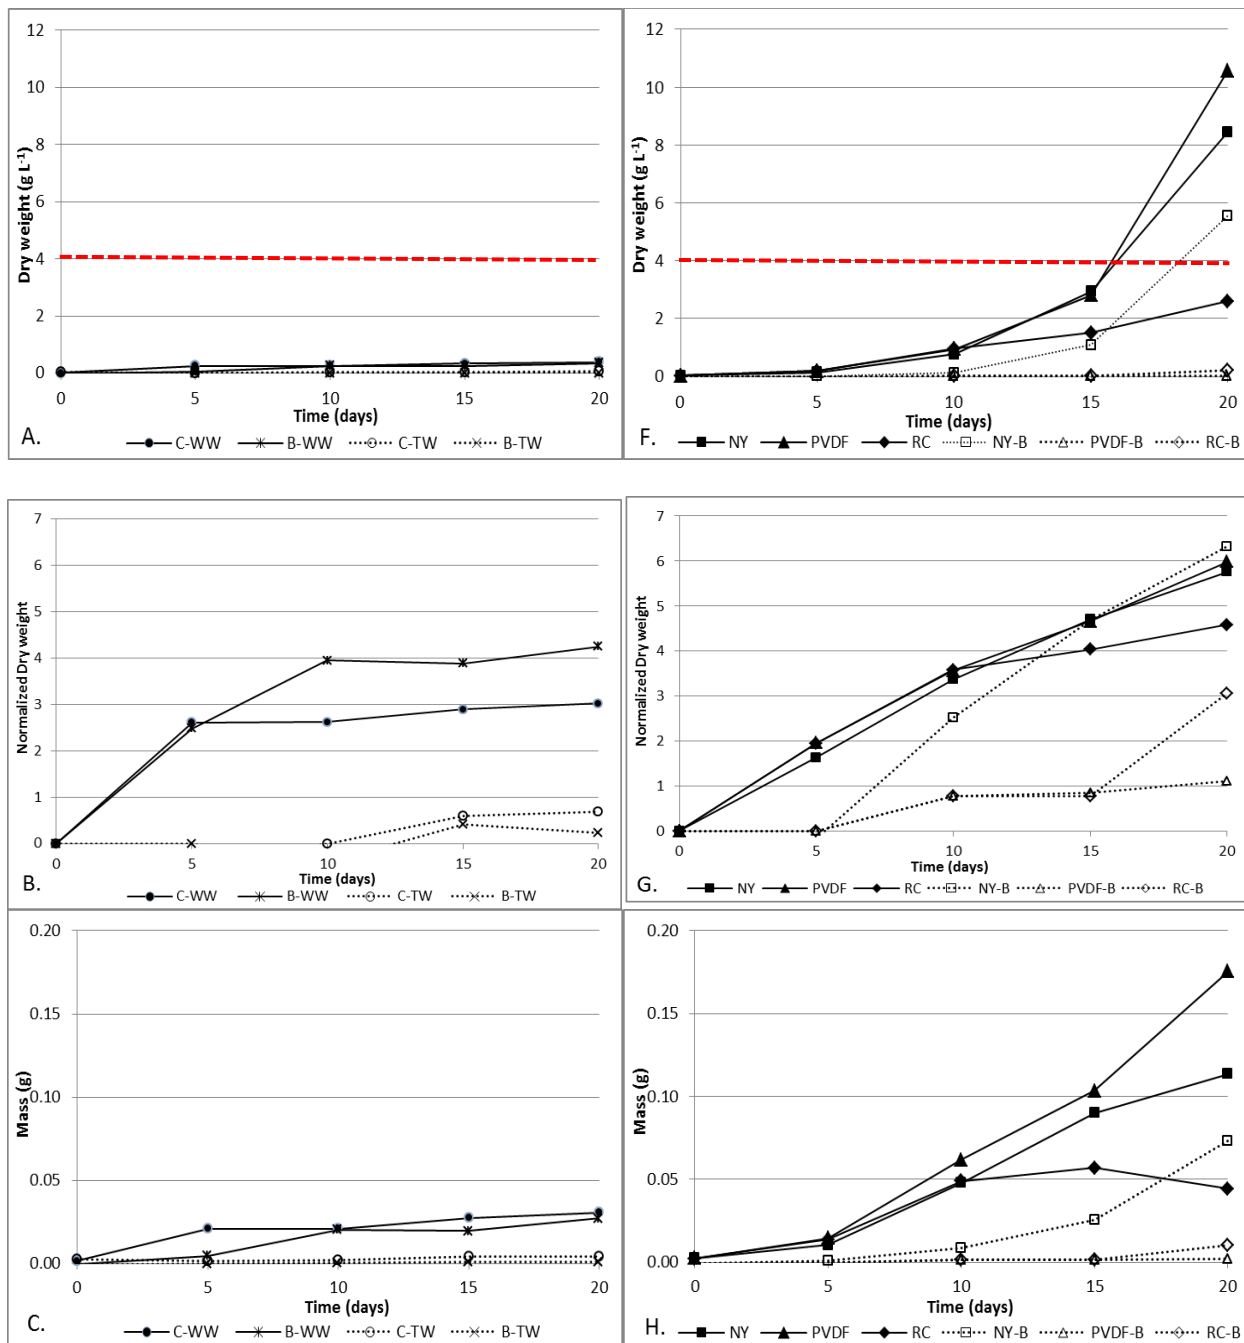 12
10
8
6
4
2
0
Dry weight (g L-1)
0 5 10 15 20
Time (days)
A.
C-WW B-WW C-TW B-TW
12
10
8
6
4
2
0
Dry weight (g L-1)
0 5 10 15 20
Time (days)
F.
NY PVDF RC NY-B PVDF-B RC-B
7
6
5
4
3
2
1
0
Normalized Dry weight
0 5 10 15 20
Time (days)
B.
C-WW B-WW C-TW B-TW
7
6
5
4
3
2
1
0
Normalized Dry weight
0 5 10 15 20
Time (days)
G.
NY PVDF RC NY-B PVDF-B RC-B
0.20
0.15
0.10
0.05
0.00
Mass (g)
0 5 10 15 20
Time (days)
C.
C-WW B-WW C-TW B-TW
0.20
0.15
0.10
0.05
0.00
Mass (g)
0 5 10 15 20
Time (days)
H.
NY PVDF RC NY-B PVDF-B RC-B